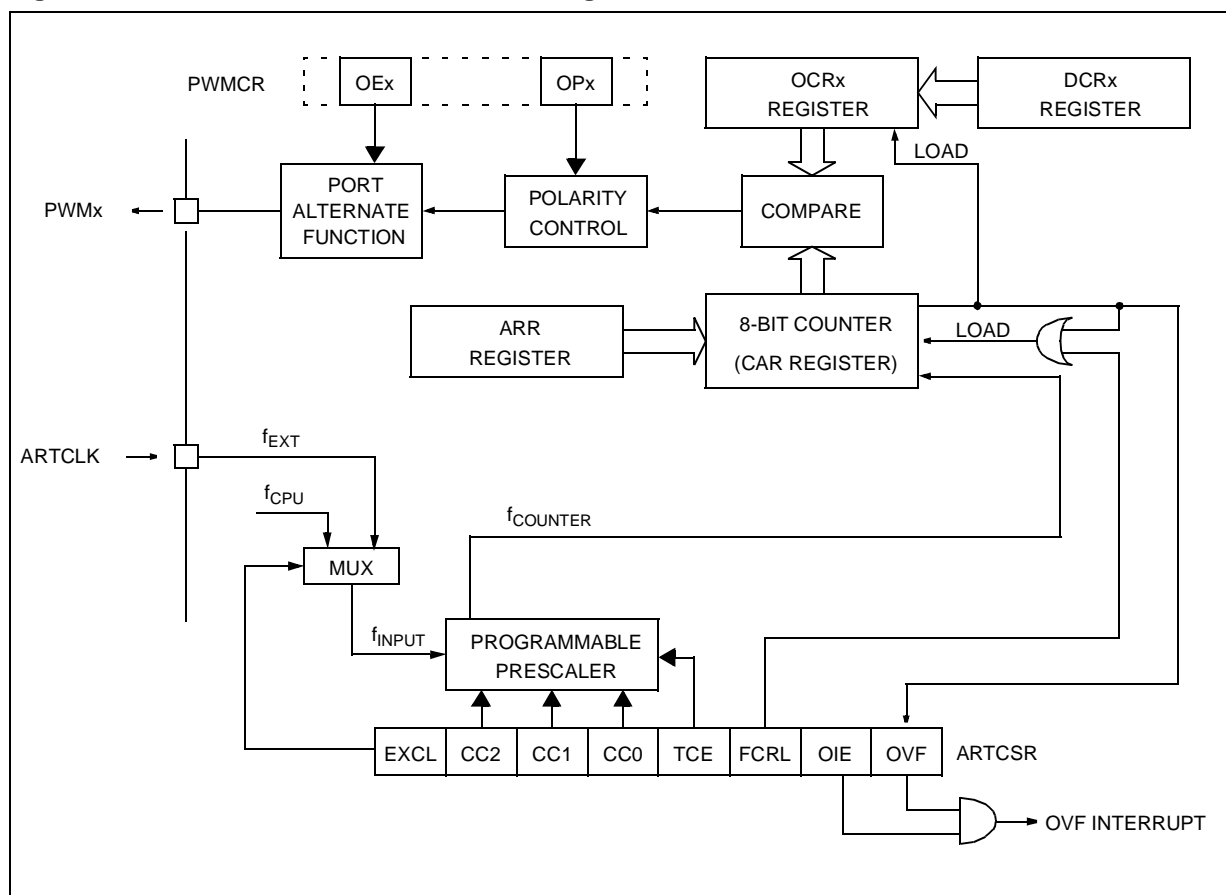 PWMCR
OEx
OPx
OCRx
REGISTER
DCRx
REGISTER
LOAD
PWMx
PORT
ALTERNATE
FUNCTION
POLARITY
CONTROL
COMPARE
ARR
REGISTER
8-BIT COUNTER
(CAR REGISTER)
LOAD
ARTCLK
fEXT
fCPU
MUX
fCOUNTER
fINPUT
PROGRAMMABLE
PRESCALER
EXCL CC2 CC1 CC0 TCE FCRL OIE OVF ARTCSR
OVF INTERRUPT